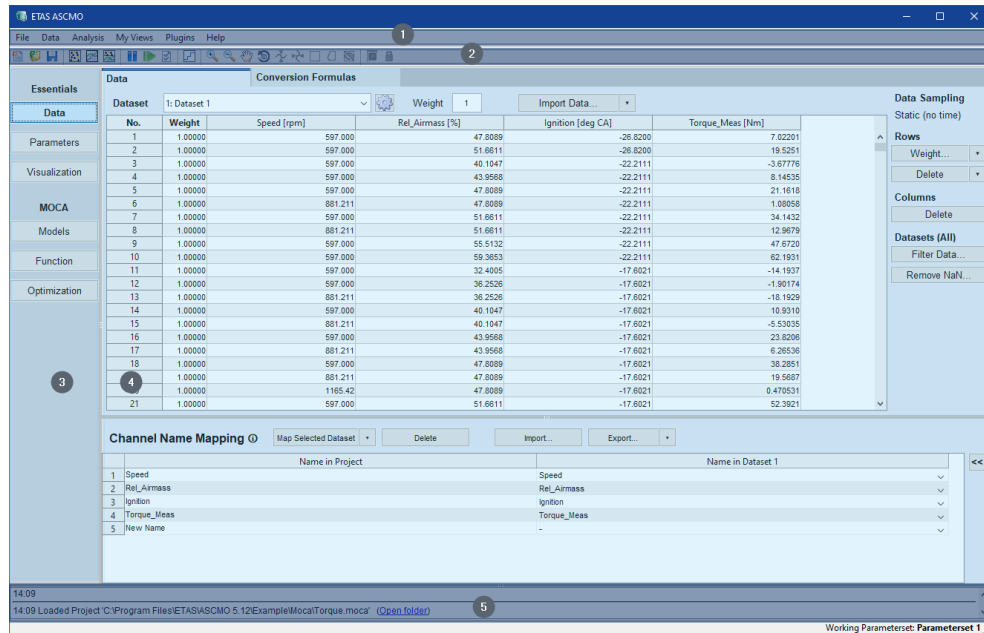 ETAS ASCMO
File Data Analysis My Views Plugins Help
1
2
Essentials
Data
Parameters
Visualization
MOCA
Models
Function
Optimization
3
Data Conversion Formulas
Dataset 1: Dataset 1 Weight 1 Import Data...
No. Weight Speed [rpm] Rel_Airmass [%] Ignition [deg CA] Torque_Meas [Nm]
1 1.00000 597.000 47.8089 -26.8200 7.02201
2 1.00000 597.000 51.6611 -26.8200 19.5251
3 1.00000 597.000 40.1047 -22.2111 -3.67776
4 1.00000 597.000 43.9568 -22.2111 8.14535
5 1.00000 597.000 47.8089 -22.2111 21.1618
6 1.00000 881.211 47.8089 -22.2111 1.08058
7 1.00000 597.000 51.6611 -22.2111 34.1432
8 1.00000 881.211 51.6611 -22.2111 12.9679
9 1.00000 597.000 55.5132 -22.2111 47.6720
10 1.00000 597.000 59.3653 -22.2111 62.1931
11 1.00000 597.000 32.4005 -17.6021 -14.1937
12 1.00000 597.000 36.2526 -17.6021 -1.90174
13 1.00000 881.211 36.2526 -17.6021 -18.1929
14 1.00000 597.000 40.1047 -17.6021 10.9310
15 1.00000 881.211 40.1047 -17.6021 -5.53035
16 1.00000 597.000 43.9568 -17.6021 23.8206
17 1.00000 881.211 43.9568 -17.6021 6.26536
18 1.00000 597.000 47.8089 -17.6021 38.2851
4 1.00000 881.211 47.8089 -17.6021 19.5687
1.00000 1165.42 47.8089 -17.6021 0.470531
21 1.00000 597.000 51.6611 -17.6021 52.3921
Data Sampling
Static (no time)
Rows
Weight...
Delete
Columns
Delete
Datasets (All)
Filter Data...
Remove NaN...
Channel Name Mapping Map Selected Dataset Delete Import... Export...
Name in Project Name in Dataset 1 <<
1 Speed Speed
2 Rel_Airmass Rel_Airmass
3 Ignition Ignition
4 Torque_Meas Torque_Meas
5 New Name -
14:09
14:09 Loaded Project 'C:\Program Files\ETAS\ASCMO 5.12\Example\Moca\Torque.moca' (Open folder)
5
Working Parameterset: Parameterset 1